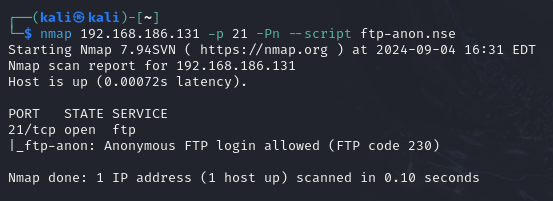 ┌──(kali㉿kali)-[~]
└─$ nmap 192.168.186.131 -p 21 -Pn --script ftp-anon.nse
Starting Nmap 7.94SVN ( https://nmap.org ) at 2024-09-04 16:31 EDT
Nmap scan report for 192.168.186.131
Host is up (0.00072s latency).

PORT   STATE SERVICE
21/tcp open  ftp
|_ftp-anon: Anonymous FTP login allowed (FTP code 230)

Nmap done: 1 IP address (1 host up) scanned in 0.10 seconds